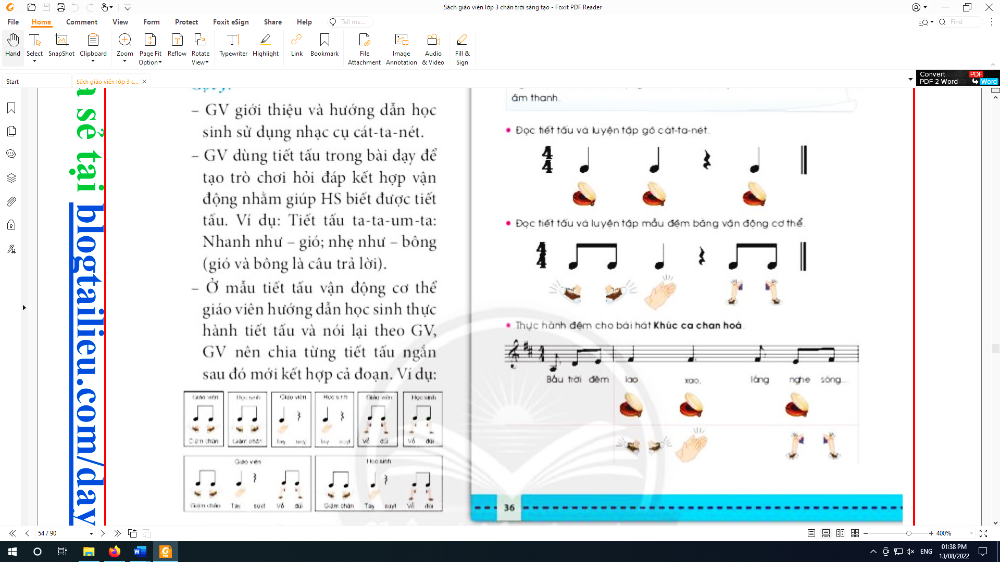 Sách giáo viên lớp 3 chân trời sáng tạo - Foxit PDF Reader
File Home Comment View Form Protect Foxit eSign Share Help Tell me... Find
Hand Select SnapShot Clipboard Zoom Page Fit Option Reflow Rotate View Typewriter Highlight Link Bookmark File Attachment Image Annotation Audio & Video Fill & Sign
Start Sách giáo viên lớp 3 c...
Convert PDF
PDF 2 Word Word
sẻ tại blogtailieu.com/day
– GV giới thiệu và hướng dẫn học
sinh sử dụng nhạc cụ cát-ta-nét.
– GV dùng tiết tấu trong bài dạy để
tạo trò chơi hỏi đáp kết hợp vận
động nhằm giúp HS biết được tiết
tấu. Ví dụ: Tiết tấu ta-ta-um-ta:
Nhanh như – gió; nhẹ như – bông
(gió và bông là câu trả lời).
– Ở mẫu tiết tấu vận động cơ thể
giáo viên hướng dẫn học sinh thực
hành tiết tấu và nói lại theo GV,
GV nên chia từng tiết tấu ngắn
sau đó mới kết hợp cả đoạn. Ví dụ:
Giáo viên Học sinh Giáo viên Học sinh Giáo viên Học sinh
Giậm chân Giậm chân Tay suỵt Tay suỵt Vỗ đùi Vỗ đùi
Giáo viên Học sinh
Giậm chân Tay suỵt Vỗ đùi Giậm chân Tay suỵt Vỗ đùi
âm thanh.
• Đọc tiết tấu và luyện tập gõ cát-ta-nét.
4
4
• Đọc tiết tấu và luyện tập mẫu đệm bằng vận động cơ thể.
4
4
• Thực hành đệm cho bài hát Khúc ca chan hoà.
4
4
Bầu trời đêm lao xao, lắng nghe sóng...
36
54 / 90
400%
ENG
01:38 PM
13/08/2022